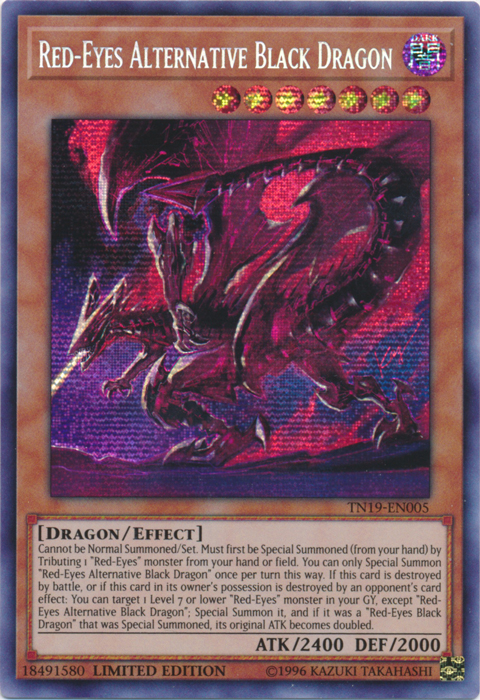 RED-EYES ALTERNATIVE BLACK DRAGON
DARK
闇
TN19-EN005
[DRAGON/EFFECT]
Cannot be Normal Summoned/Set. Must first be Special Summoned (from your hand) by
Tributing 1 "Red-Eyes" monster from your hand or field. You can only Special Summon
"Red-Eyes Alternative Black Dragon" once per turn this way. If this card is destroyed
by battle, or if this card in its owner's possession is destroyed by an opponent's card
effect: You can target 1 Level 7 or lower "Red-Eyes" monster in your GY, except "Red-
Eyes Alternative Black Dragon"; Special Summon it, and if it was a "Red-Eyes Black
Dragon" that was Special Summoned, its original ATK becomes doubled.
ATK/2400 DEF/2000
18491580 LIMITED EDITION ©1996 KAZUKI TAKAHASHI